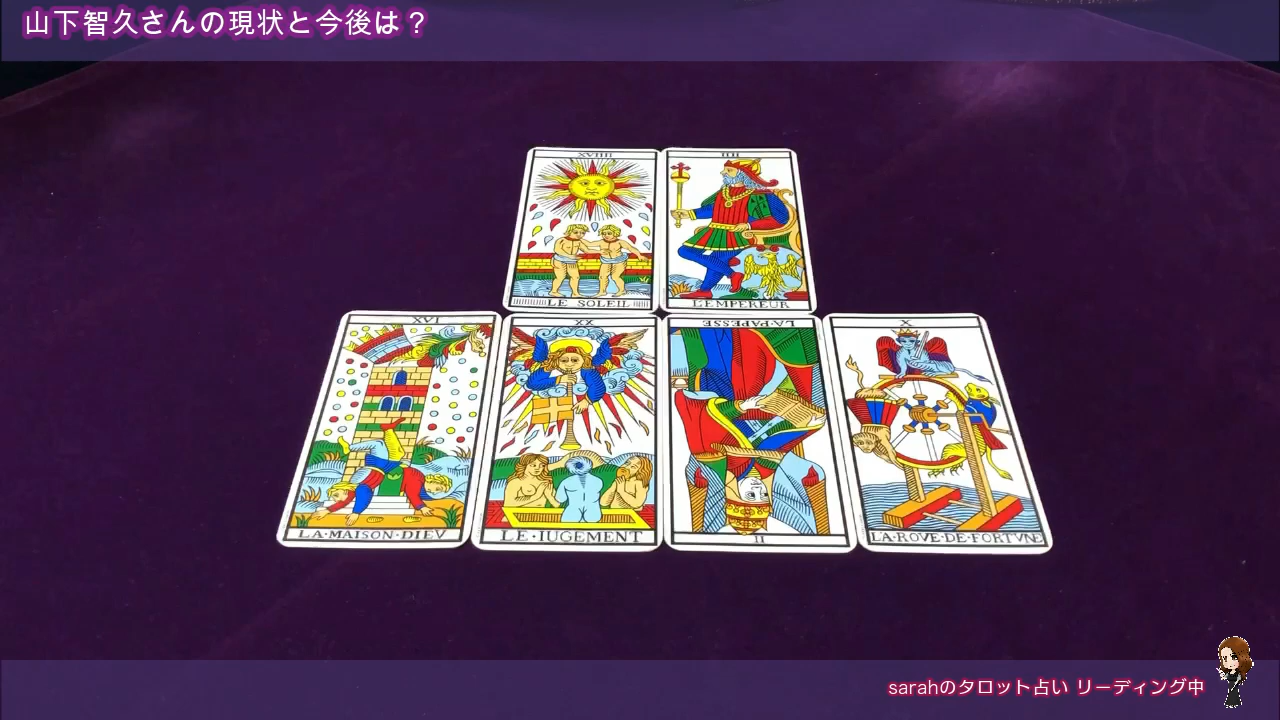 山下智久さんの現状と今後は？
XVIIII
IIII
LE SOLEIL
L'EMPEREUR
XVI
XX
LA·PAPESSE
X
LA·MAISON·DIEV
LE·IUGEMENT
II
LA·ROVE·DE·FORTVNE
sarahのタロット占い リーディング中